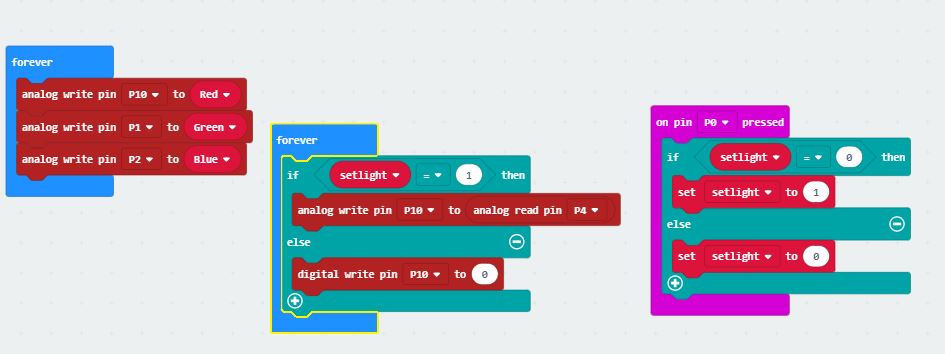 forever
analog write pin P10 to Red
analog write pin P1 to Green
analog write pin P2 to Blue
forever
if setlight = 1 then
analog write pin P10 to analog read pin P4
else
digital write pin P10 to 0
on pin P0 pressed
if setlight = 0 then
set setlight to 1
else
set setlight to 0